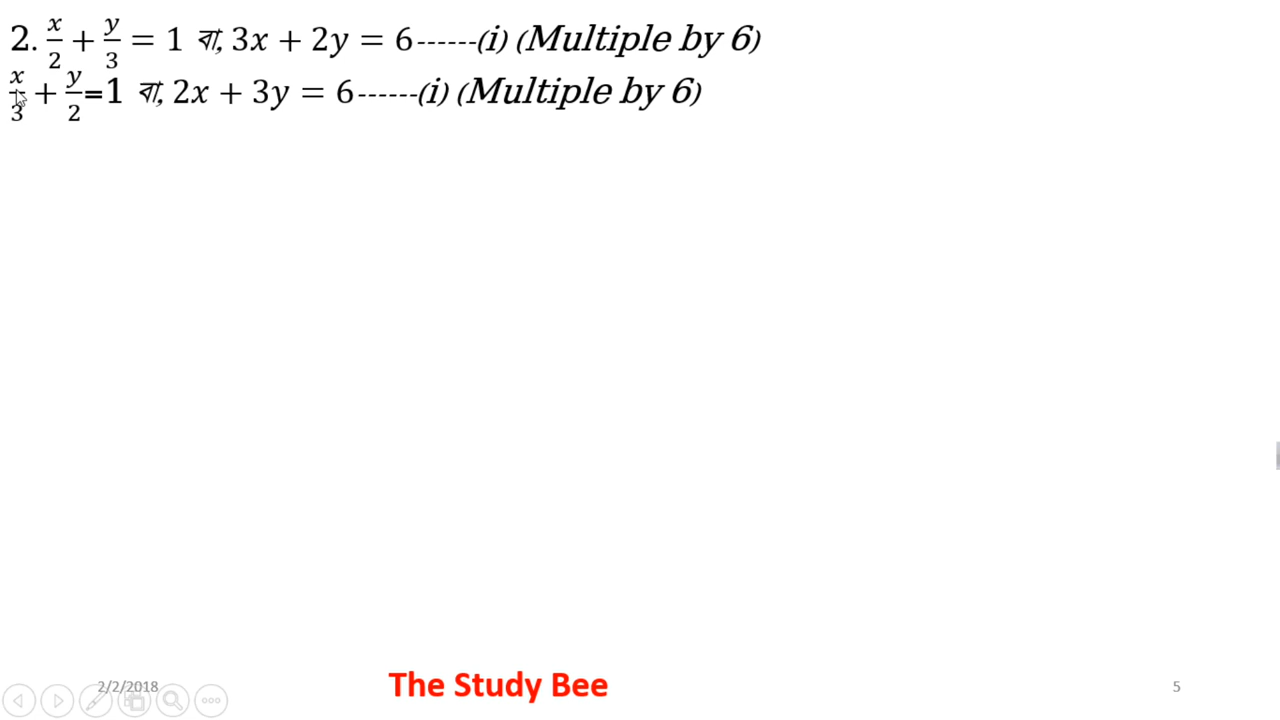 2. x/2 + y/3 = 1 বা, 3x + 2y = 6------(i) (Multiple by 6)
x/3 + y/2=1 বা, 2x + 3y = 6------(i) (Multiple by 6)
2/2/2018
The Study Bee
5